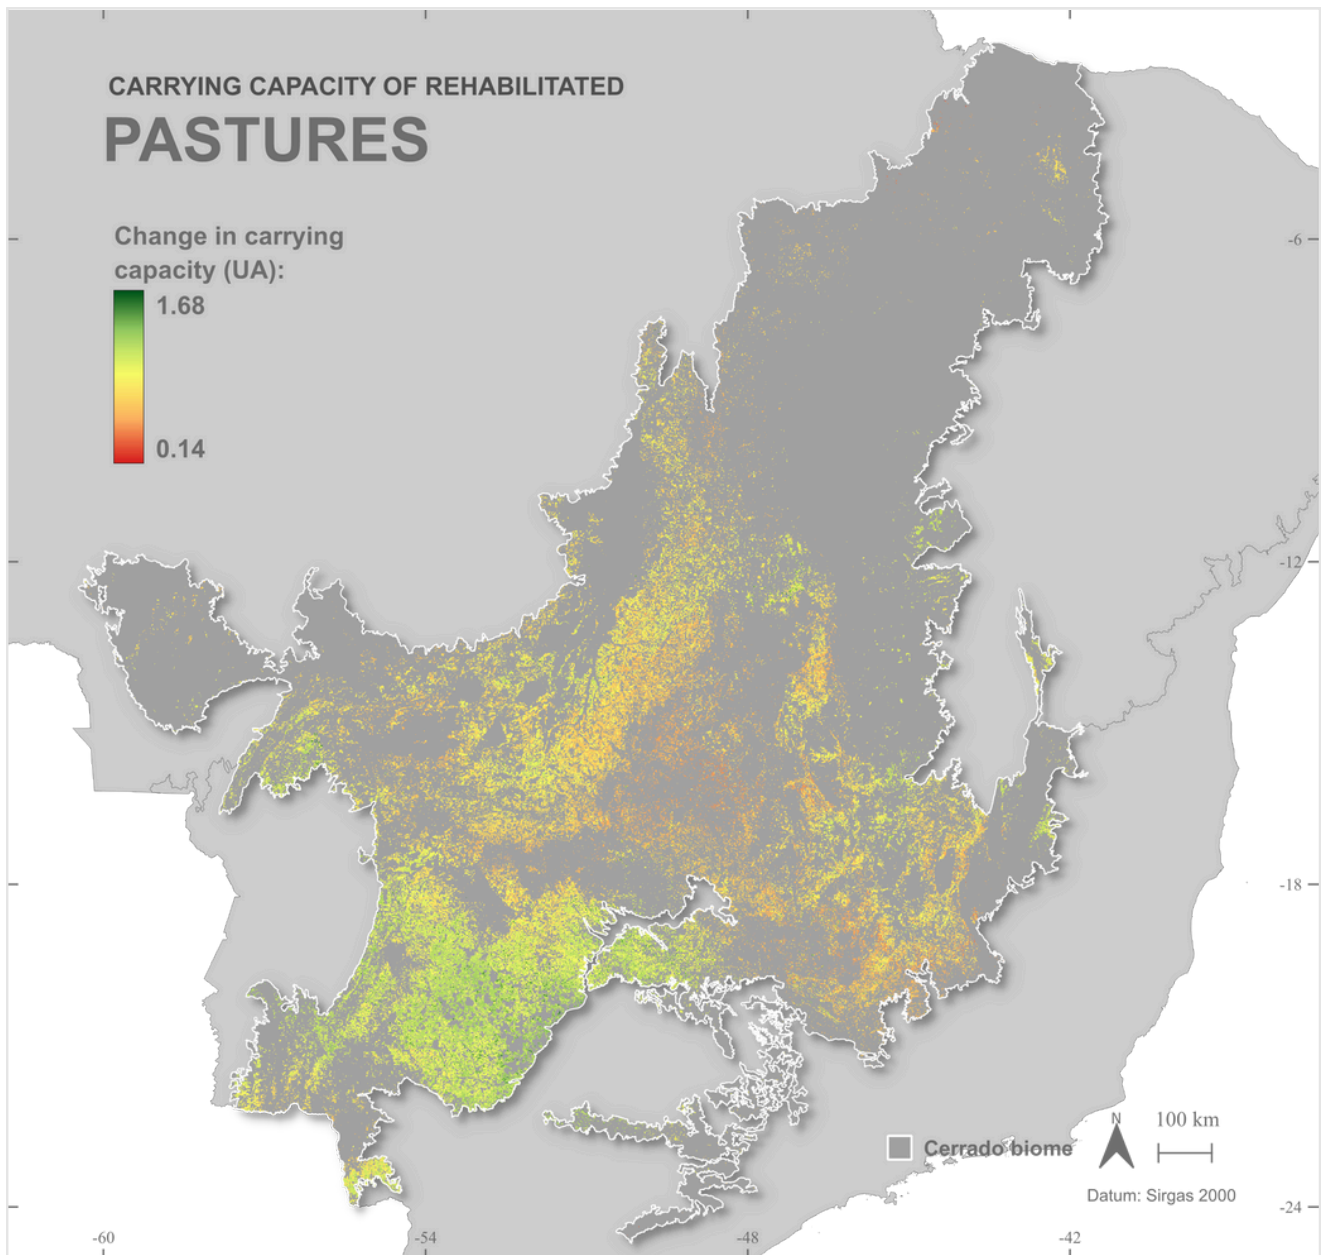 CARRYING CAPACITY OF REHABILITATED
PASTURES
Change in carrying
capacity (UA):
1.68
0.14
-6
-12
-18
-24
N
100 km
Cerrado biome
Datum: Sirgas 2000
-60
-54
-48
-42